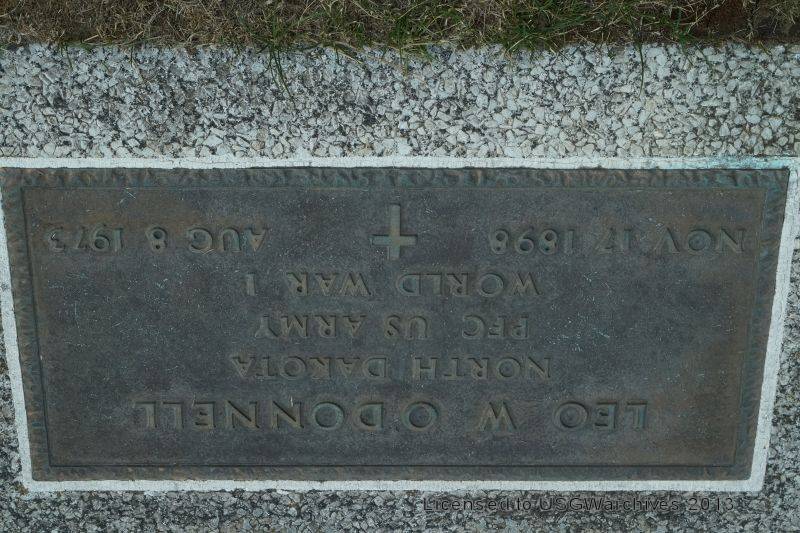 LEO W O'DONNELL
NORTH DAKOTA
PFC US ARMY
WORLD WAR I
NOV 17 1898 AUG 8 1973
Licensed to USGWarchives 2013